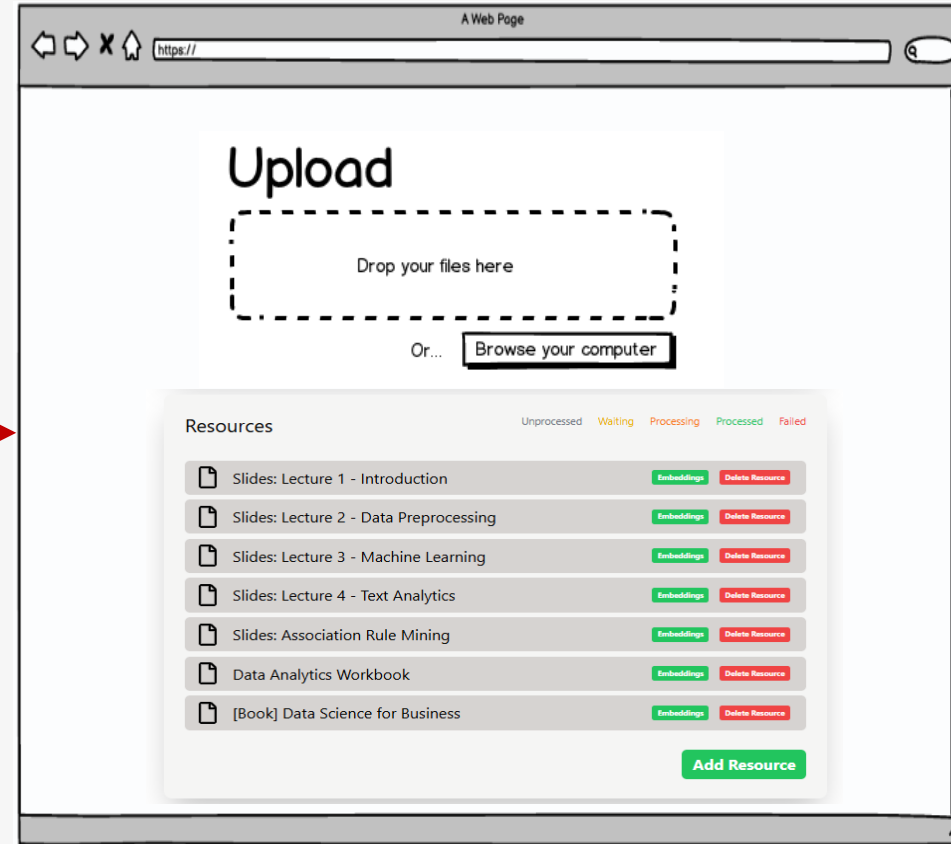 A Web Page
https://
Upload
Drop your files here
Or... Browse your computer
Resources Unprocessed Waiting Processing Processed Failed
Slides: Lecture 1 - Introduction Embeddings Delete Resource
Slides: Lecture 2 - Data Preprocessing Embeddings Delete Resource
Slides: Lecture 3 - Machine Learning Embeddings Delete Resource
Slides: Lecture 4 - Text Analytics Embeddings Delete Resource
Slides: Association Rule Mining Embeddings Delete Resource
Data Analytics Workbook Embeddings Delete Resource
[Book] Data Science for Business Embeddings Delete Resource
Add Resource